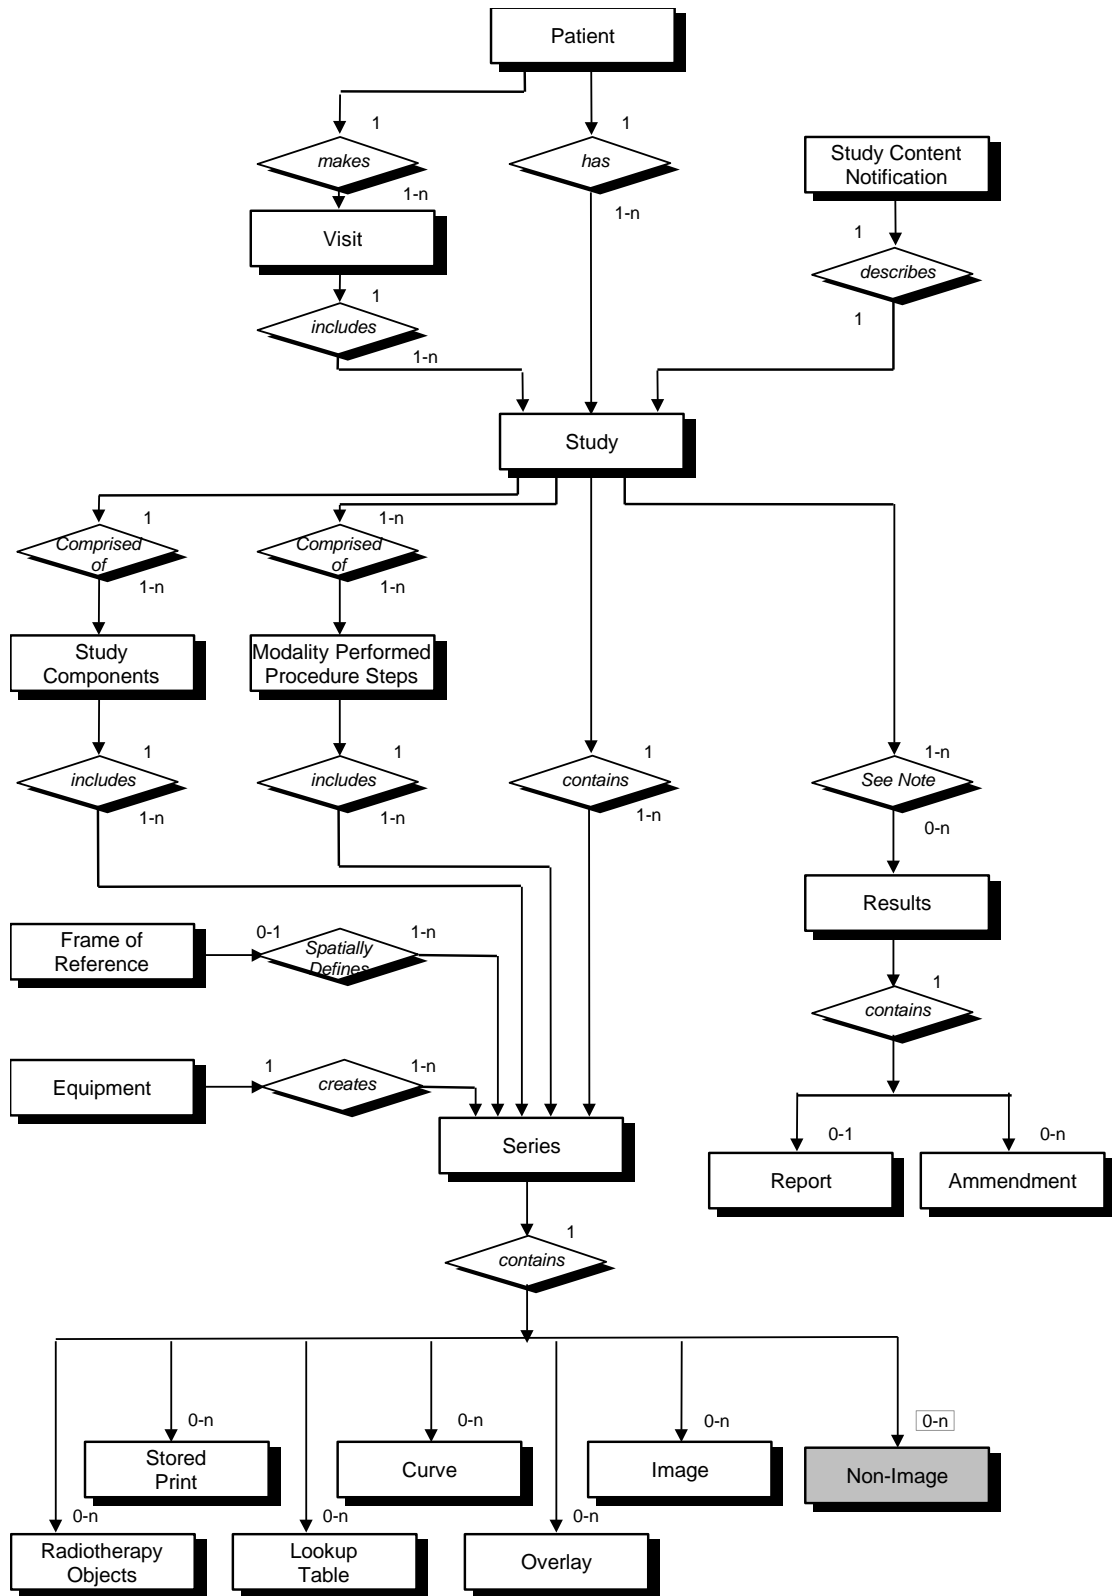 Patient
1
1
makes
has
Study Content
Notification
1-n
1-n
Visit
1
describes
1
1
includes
1-n
Study
1
1-n
Comprised
of
Comprised
of
1-n
1-n
Study
Components
Modality Performed
Procedure Steps
1
1
1
1-n
includes
includes
contains
See Note
1-n
1-n
1-n
0-n
Results
Frame of
Reference
0-1
Spatially
Defines
1-n
1
contains
Equipment
1
creates
1-n
Series
0-1
0-n
Report
Ammendment
1
contains
0-n
0-n
0-n
0-n
Stored
Print
Curve
Image
Non-Image
0-n
0-n
0-n
Radiotherapy
Objects
Lookup
Table
Overlay